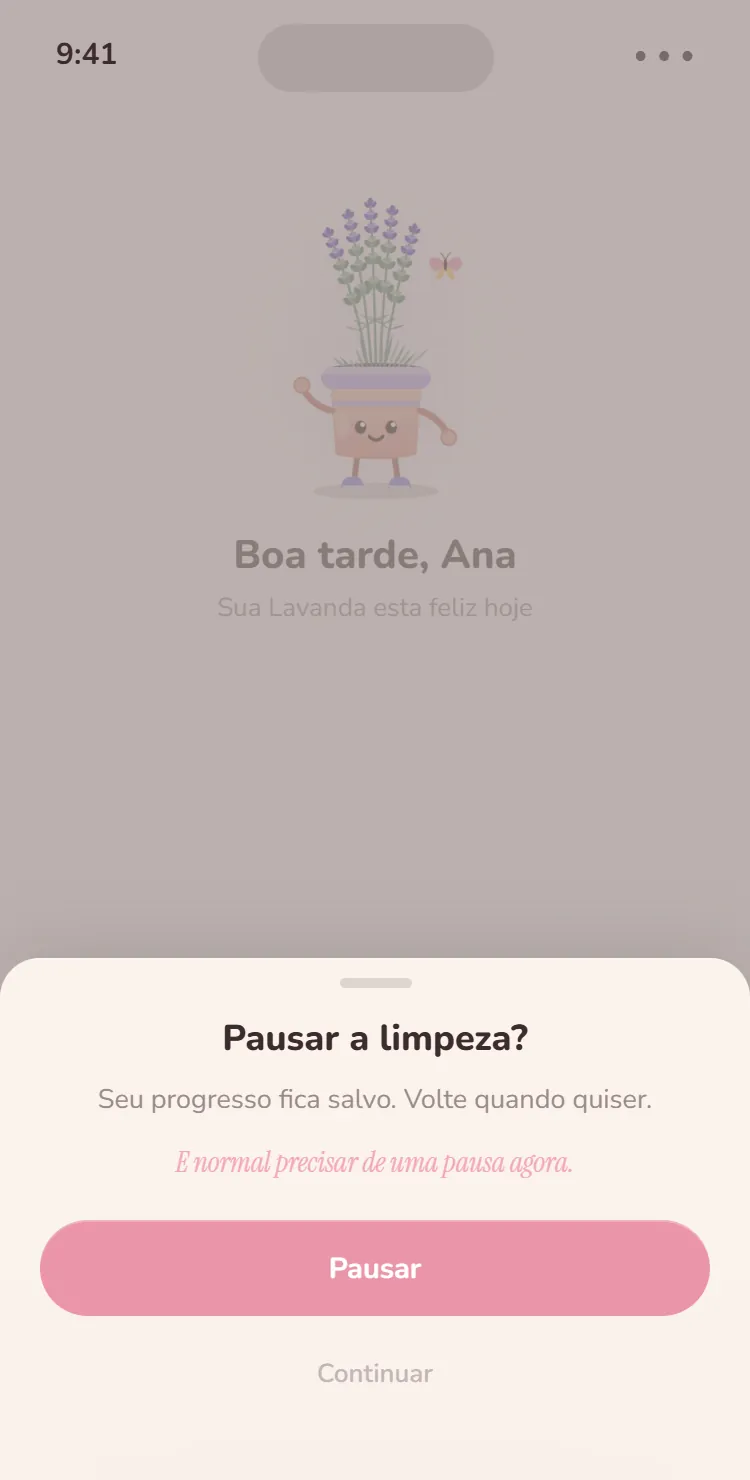 9:41
Boa tarde, Ana
Sua Lavanda esta feliz hoje
Pausar a limpeza?
Seu progresso fica salvo. Volte quando quiser.
E normal precisar de uma pausa agora.
Pausar
Continuar